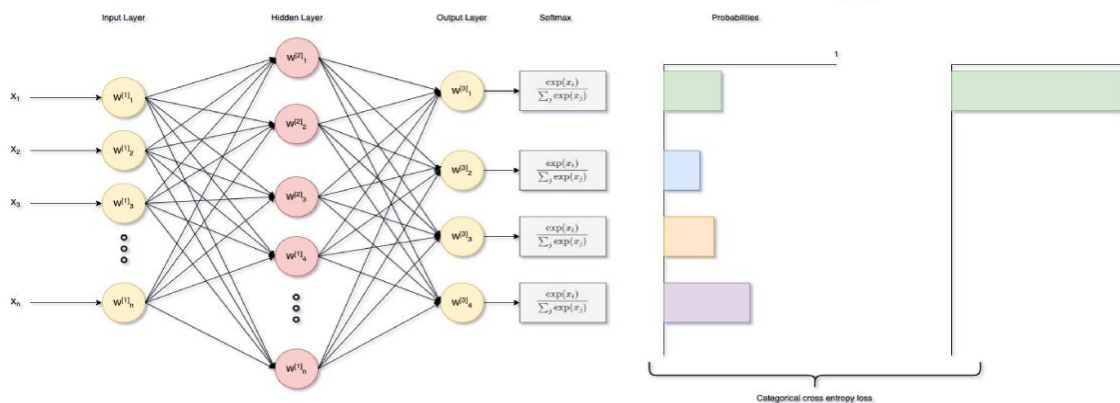 Input Layer
Hidden Layer
Output Layer
Softmax
Probabilities
1
x₁
x₂
x₃
xₙ
W[1]₁
W[1]₂
W[1]₃
W[1]ₙ
W[2]₁
W[2]₂
W[2]₃
W[1]₄
W[1]ₙ
W[3]₁
W[3]₂
W[3]₃
W[3]₄
exp(xᵢ)
∑ⱼ exp(xⱼ)
exp(xᵢ)
∑ⱼ exp(xⱼ)
exp(xᵢ)
∑ⱼ exp(xⱼ)
exp(xᵢ)
∑ⱼ exp(xⱼ)
Categorical cross entropy loss